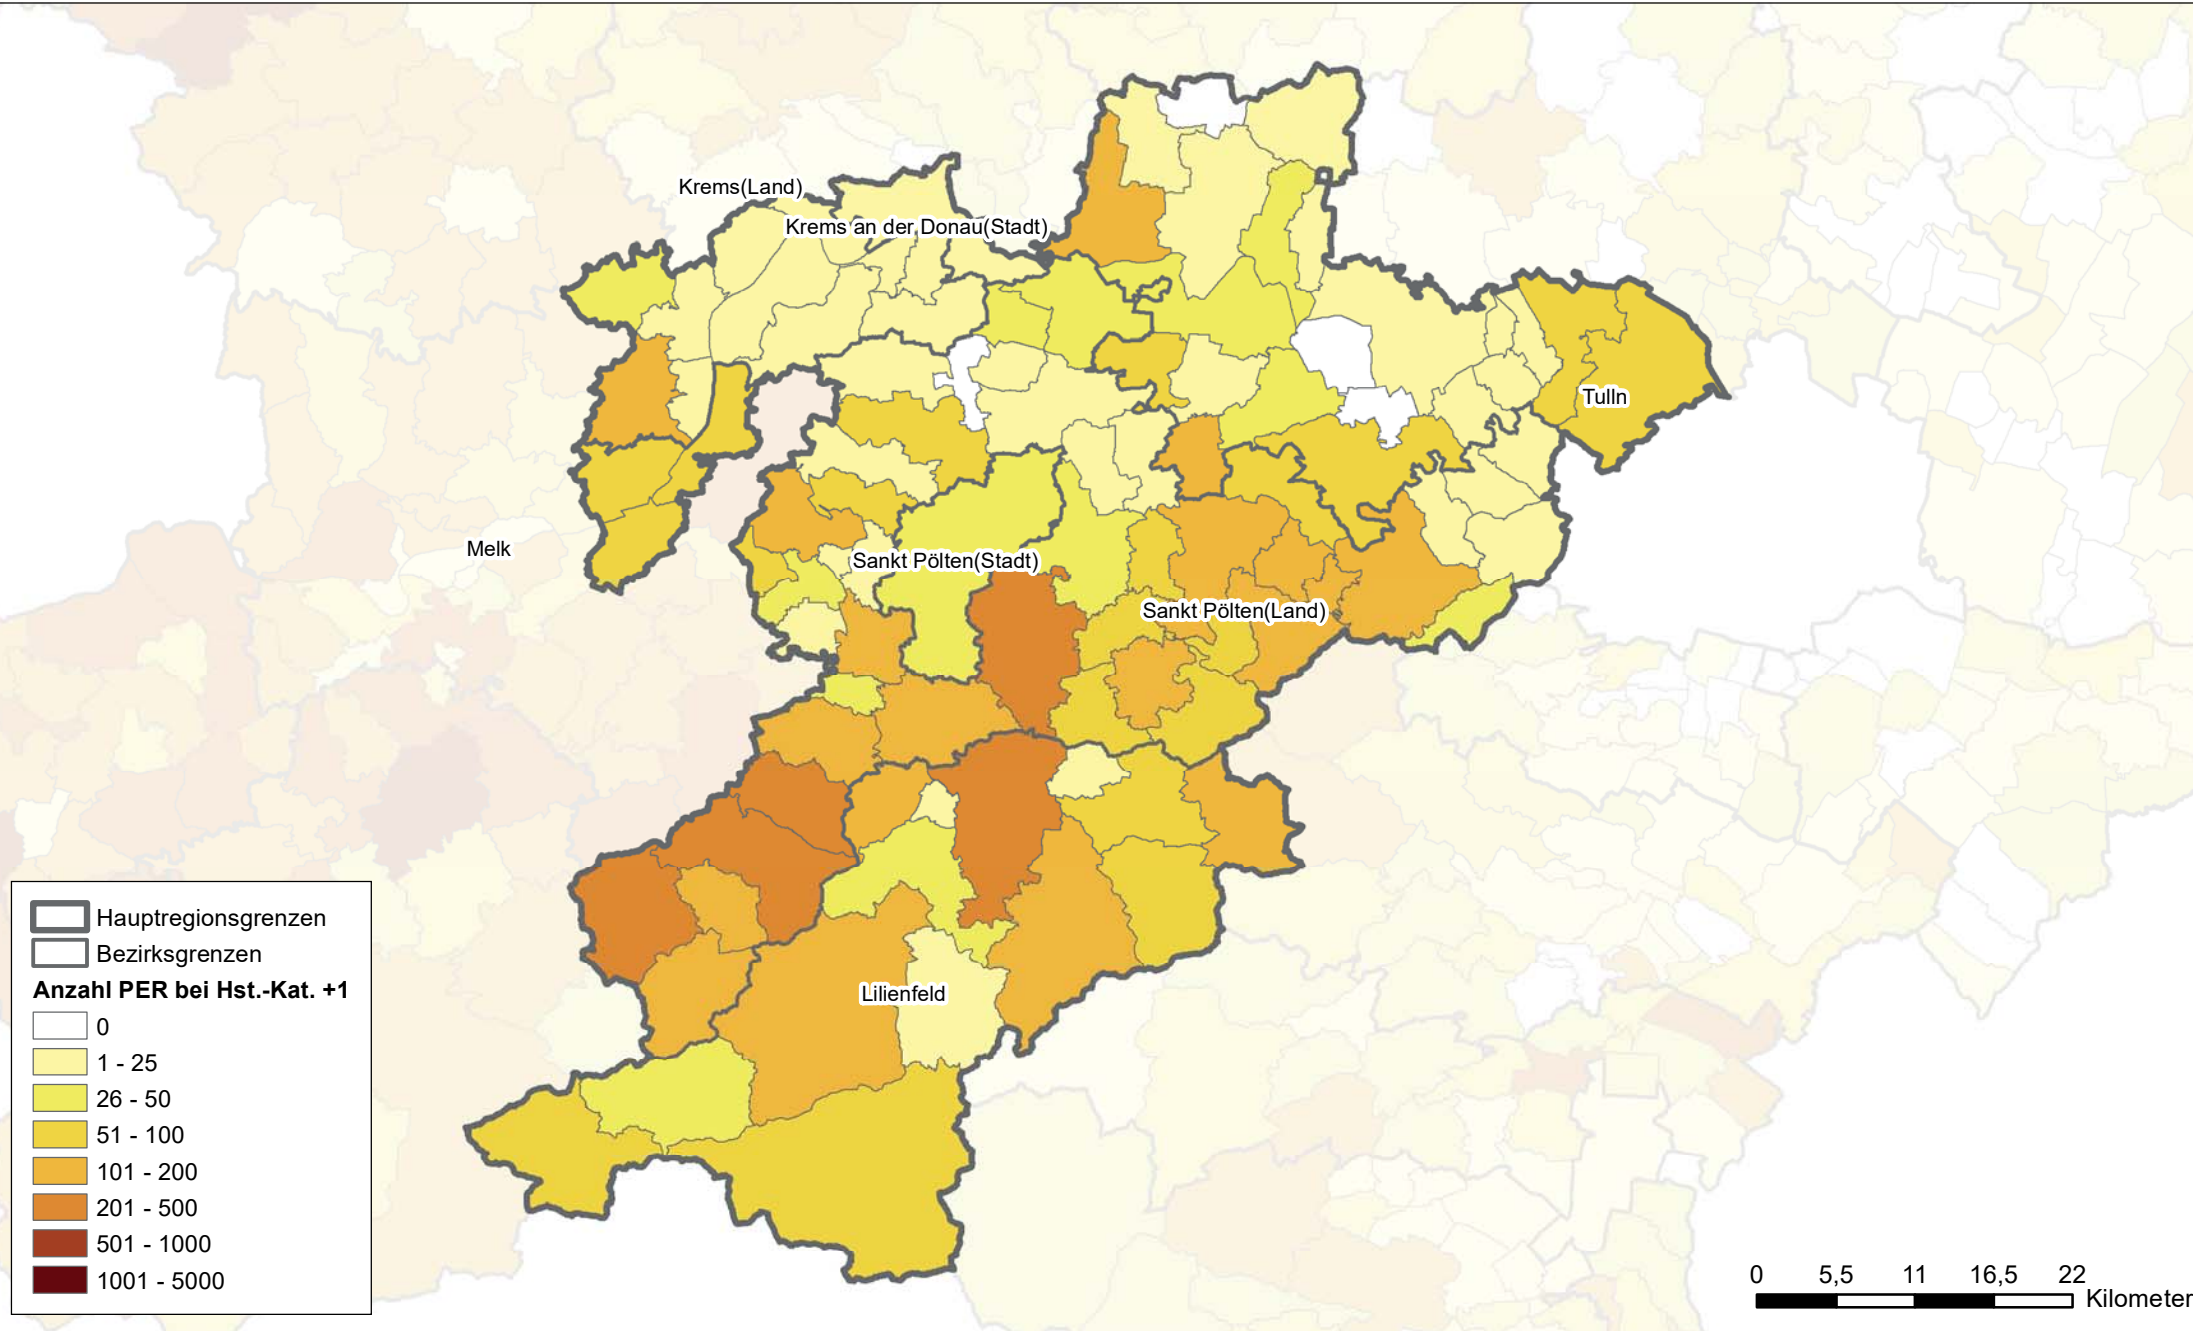 Krems(Land)
Krems an der Donau(Stadt)
Tulln
Melk
Sankt Pölten(Stadt)
Sankt Pölten(Land)
Lilienfeld
Hauptregionsgrenzen
Bezirksgrenzen
Anzahl PER bei Hst.-Kat. +1
0
1 - 25
26 - 50
51 - 100
101 - 200
201 - 500
501 - 1000
1001 - 5000
0 5,5 11 16,5 22
Kilometer